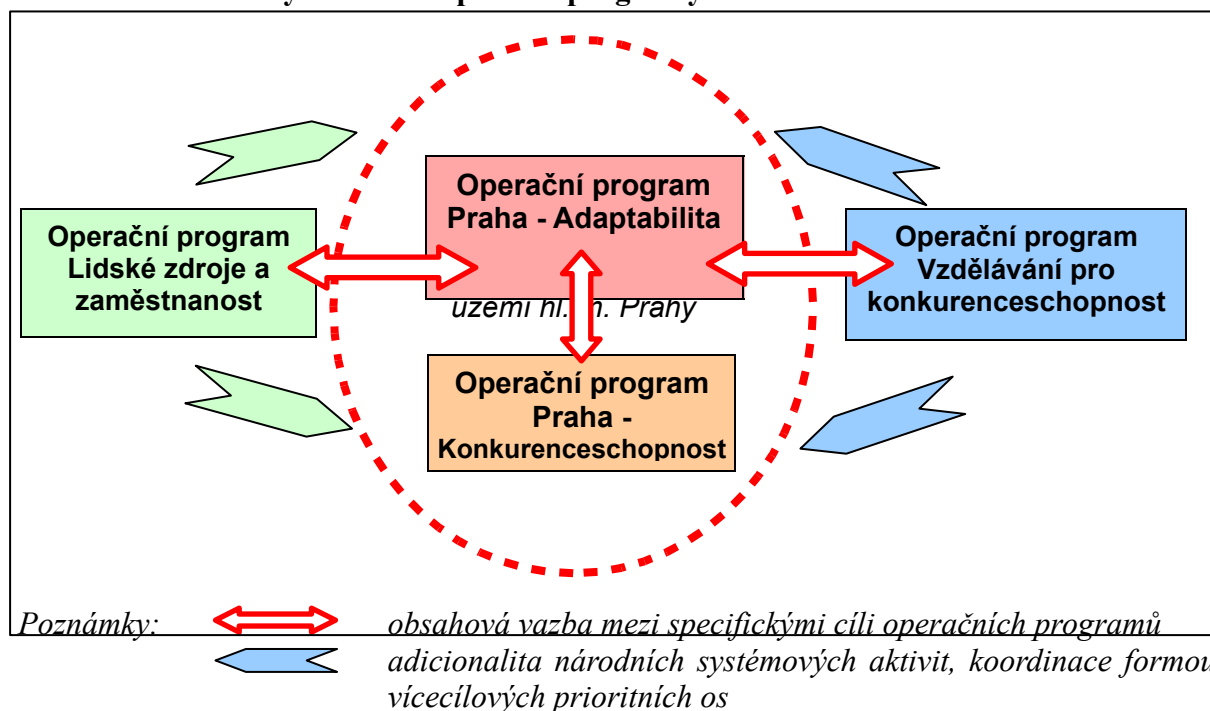 Operační program
Praha - Adaptabilita
Operační program
Lidské zdroje a
zaměstnanost
Operační program
Vzdělávání pro
konkurenceschopnost
území hl. m. Prahy
Operační program
Praha -
Konkurenceschopnost
Poznámky:
obsahová vazba mezi specifickými cíli operačních programů
adicionalita národních systémových aktivit, koordinace formou
vícecílových prioritních os